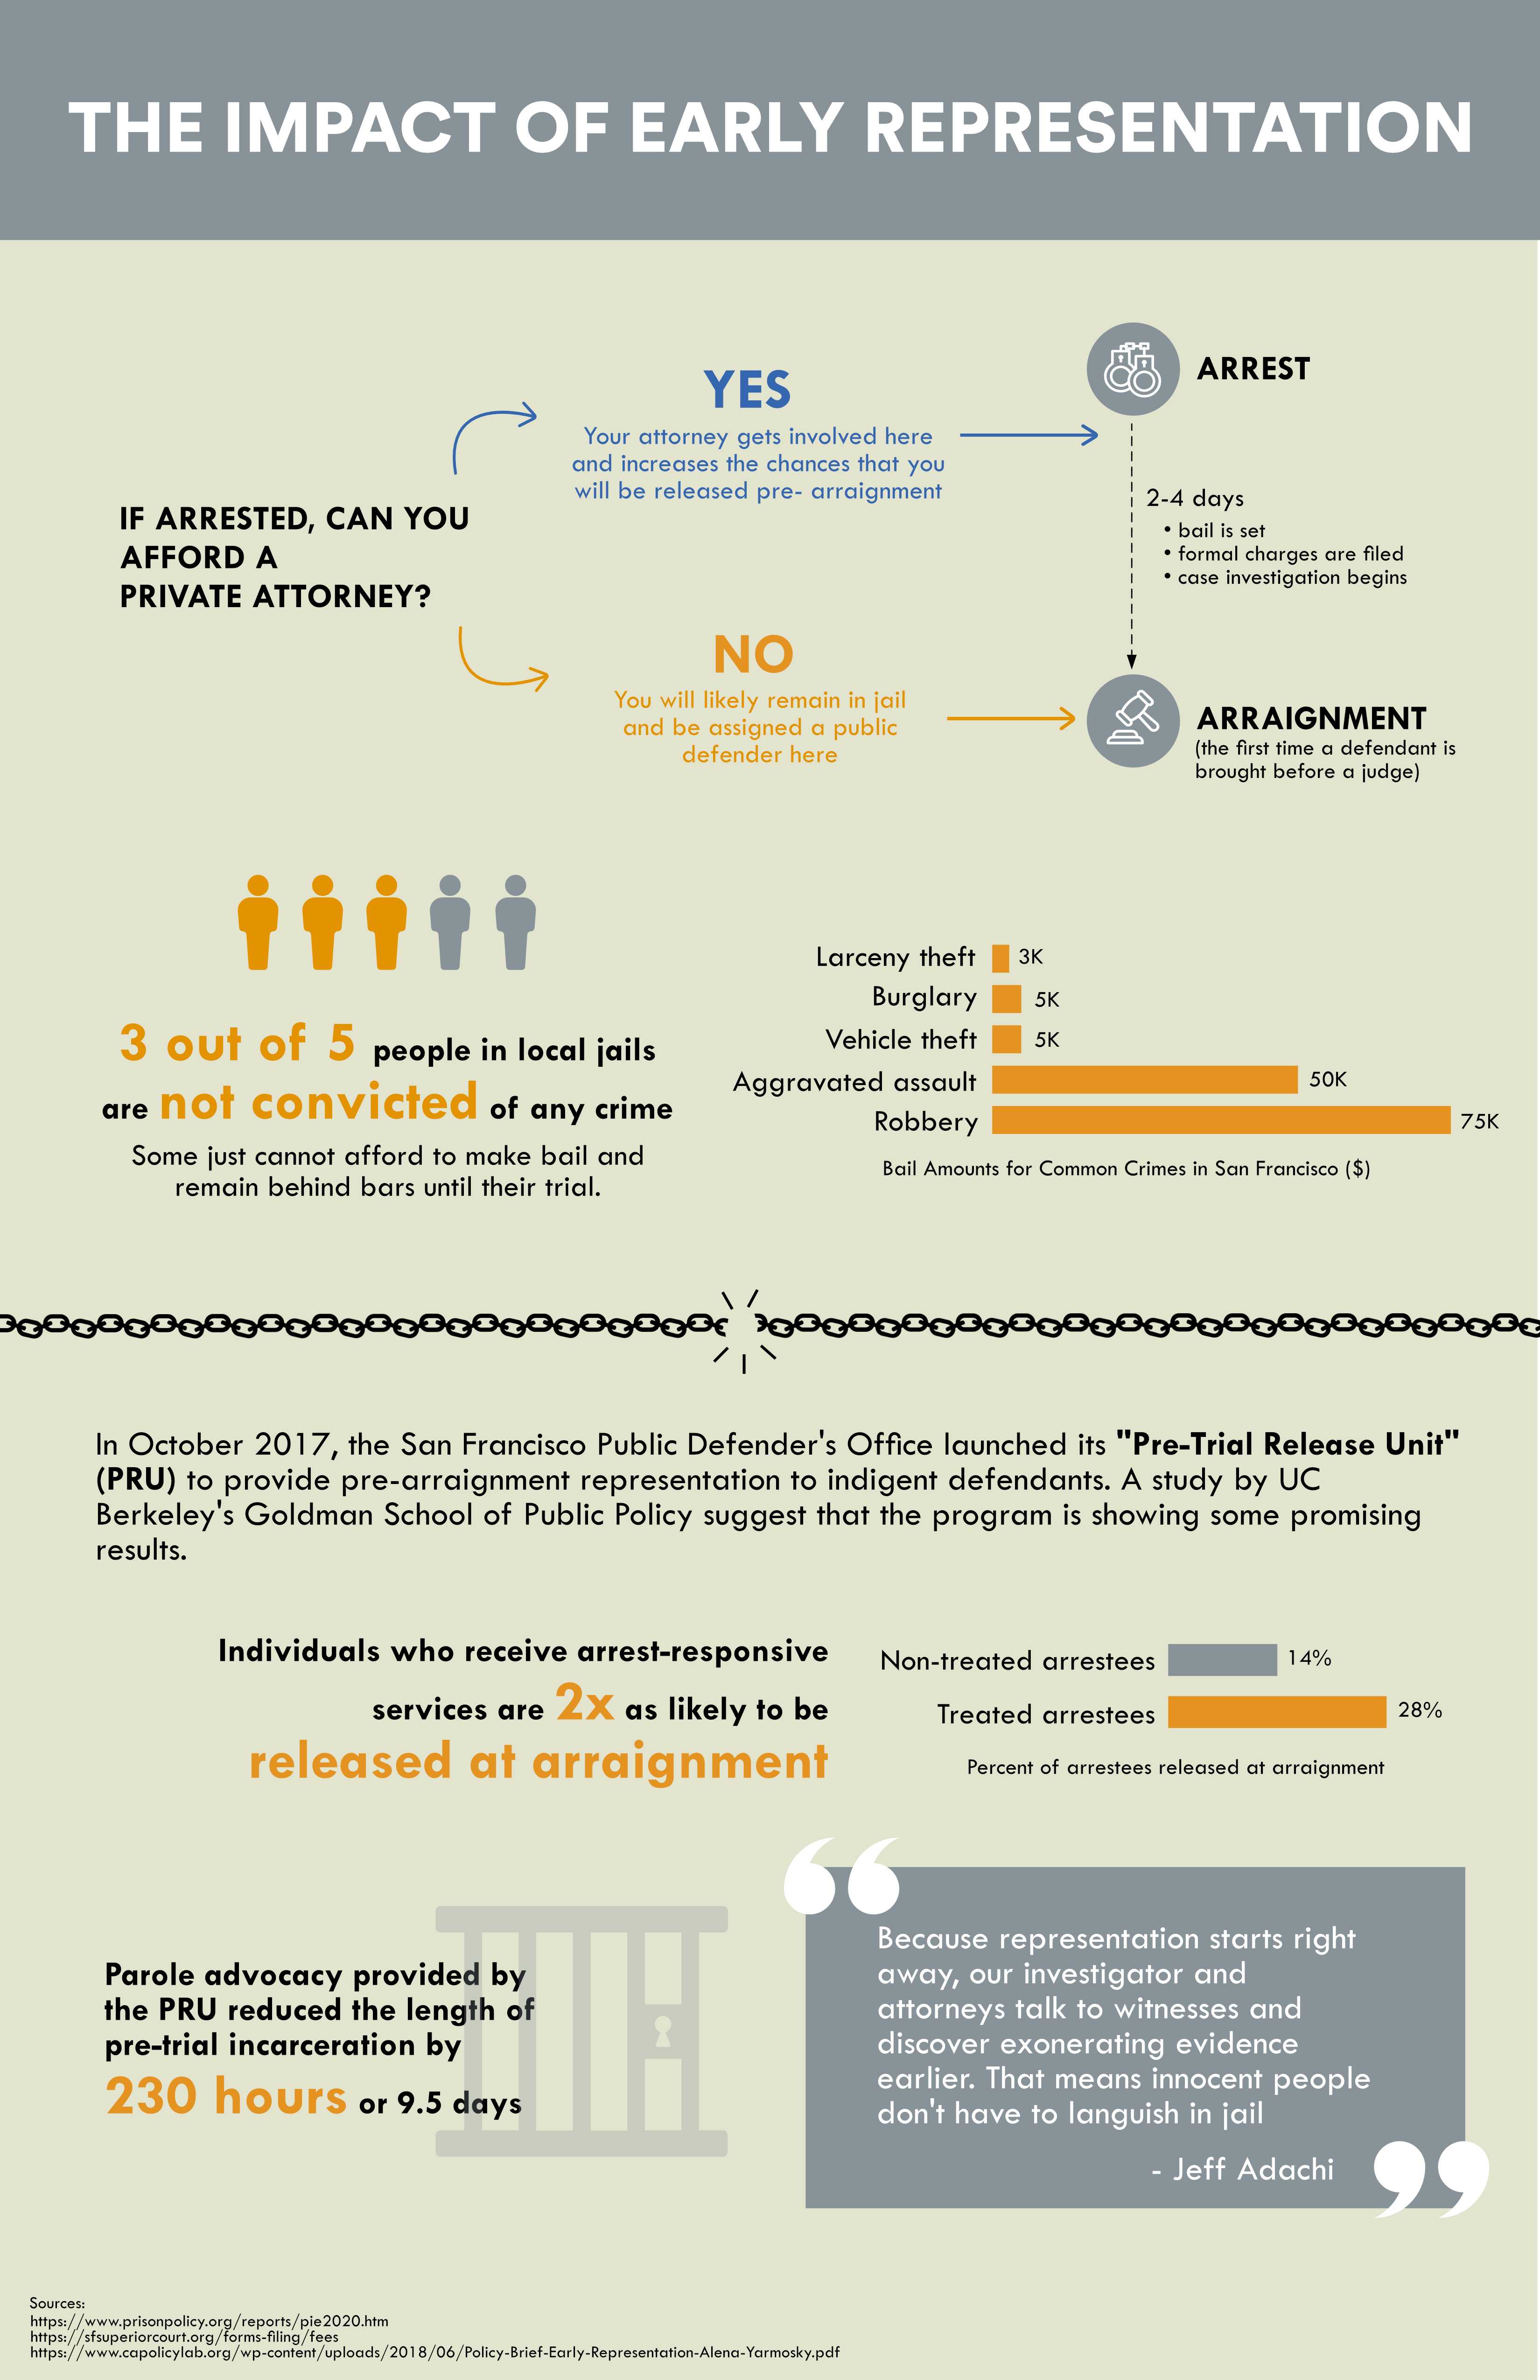 THE IMPACT OF EARLY REPRESENTATION
IF ARRESTED, CAN YOU
AFFORD A
PRIVATE ATTORNEY?
YES
Your attorney gets involved here
and increases the chances that you
will be released pre- arraignment
NO
You will likely remain in jail
and be assigned a public
defender here
ARREST
2-4 days
• bail is set
• formal charges are filed
• case investigation begins
ARRAIGNMENT
(the first time a defendant is
brought before a judge)
3 out of 5 people in local jails
are not convicted of any crime
Some just cannot afford to make bail and
remain behind bars until their trial.
Larceny theft 3K
Burglary 5K
Vehicle theft 5K
Aggravated assault 50K
Robbery 75K
Bail Amounts for Common Crimes in San Francisco ($)
In October 2017, the San Francisco Public Defender's Office launched its "Pre-Trial Release Unit"
(PRU) to provide pre-arraignment representation to indigent defendants. A study by UC
Berkeley's Goldman School of Public Policy suggest that the program is showing some promising
results.
Individuals who receive arrest-responsive
services are 2x as likely to be
released at arraignment
Non-treated arrestees 14%
Treated arrestees 28%
Percent of arrestees released at arraignment
Parole advocacy provided by
the PRU reduced the length of
pre-trial incarceration by
230 hours or 9.5 days
“
Because representation starts right
away, our investigator and
attorneys talk to witnesses and
discover exonerating evidence
earlier. That means innocent people
don't have to languish in jail
- Jeff Adachi
”
Sources:
https://www.prisonpolicy.org/reports/pie2020.htm
https://sfsuperiorcourt.org/forms-filing/fees
https://www.capolicylab.org/wp-content/uploads/2018/06/Policy-Brief-Early-Representation-Alena-Yarmosky.pdf